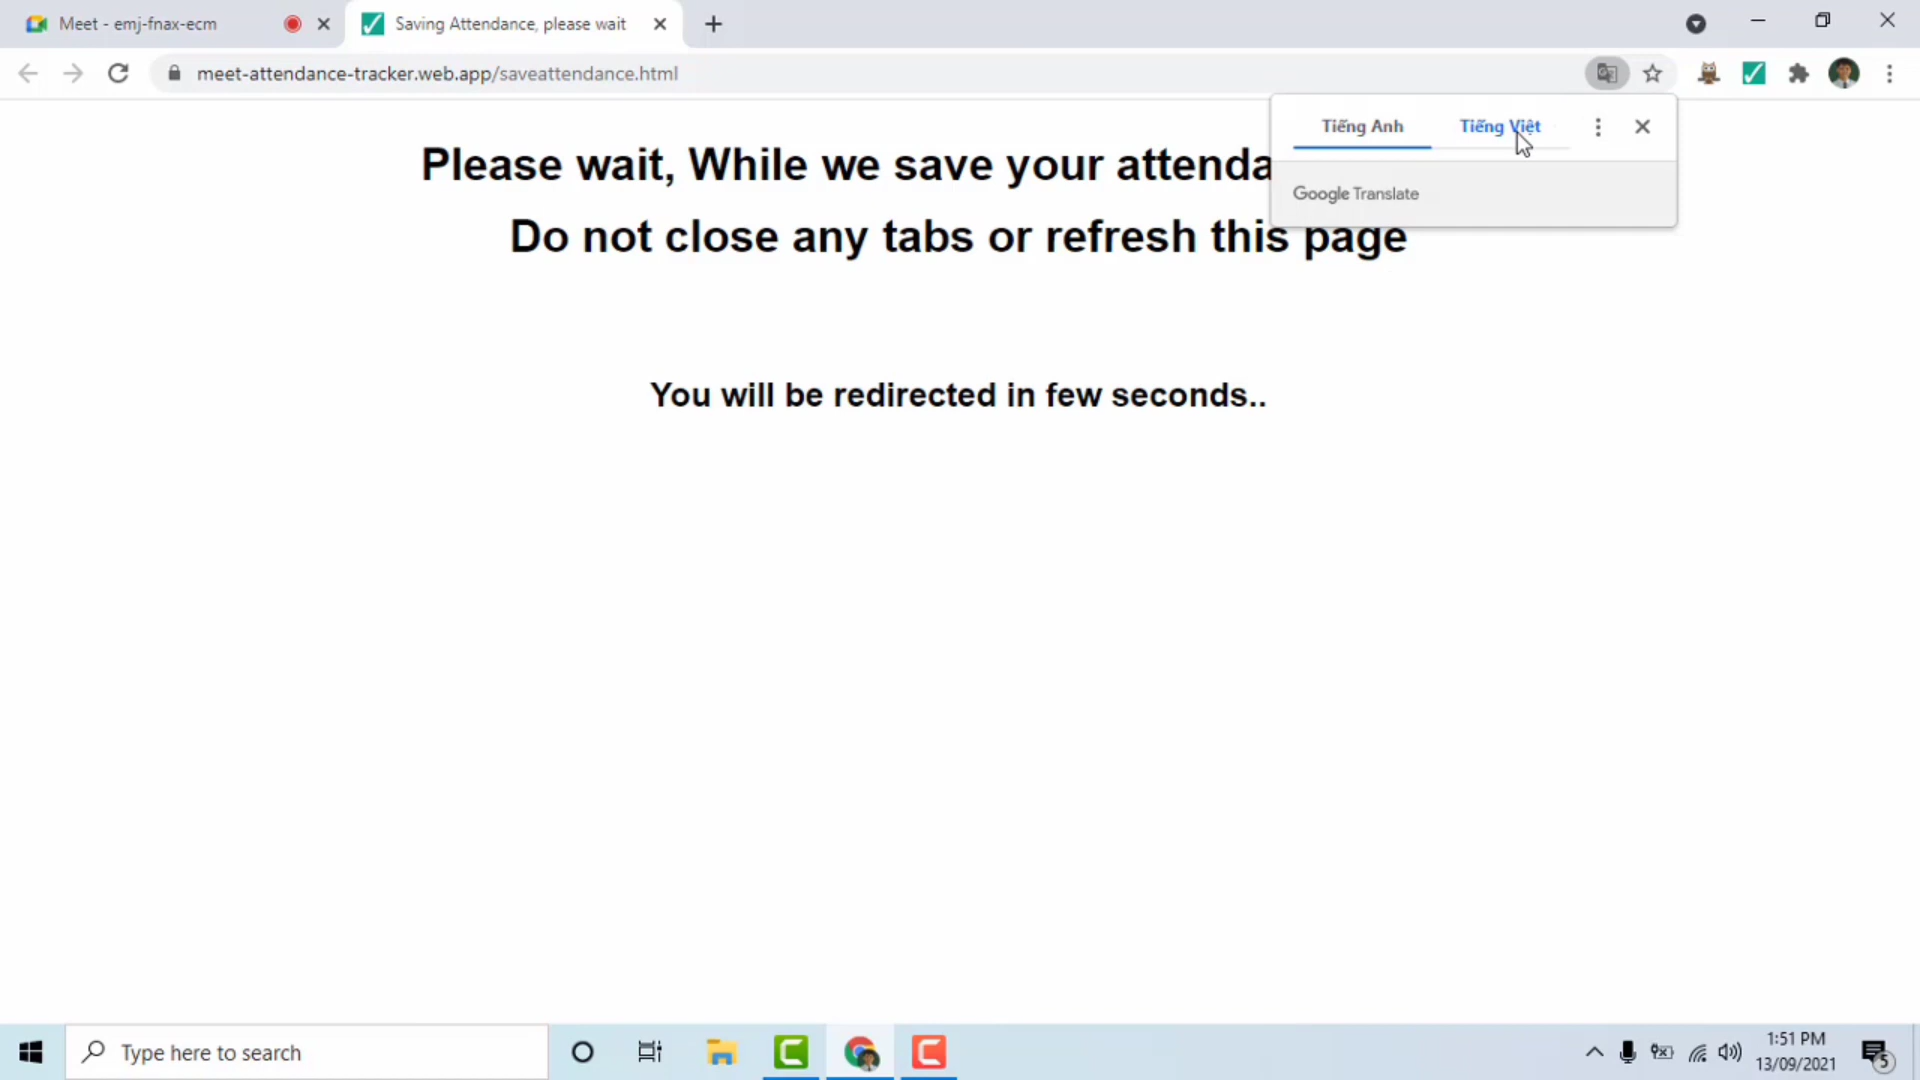 Meet - emj-fnax-ecm
Saving Attendance, please wait
meet-attendance-tracker.web.app/saveattendance.html
Tiếng Anh
Tiếng Việt
Google Translate
Please wait, While we save your attenda
Do not close any tabs or refresh this page
You will be redirected in few seconds..
Type here to search
1:51 PM
13/09/2021
5